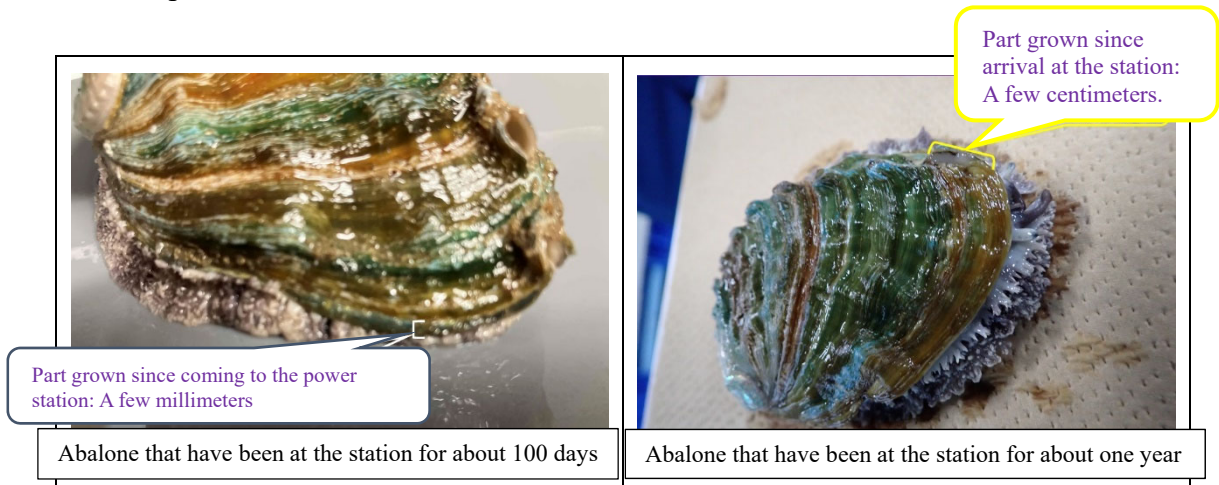 Part grown since
arrival at the station:
A few centimeters.
Part grown since coming to the power
station: A few millimeters
Abalone that have been at the station for about 100 days
Abalone that have been at the station for about one year